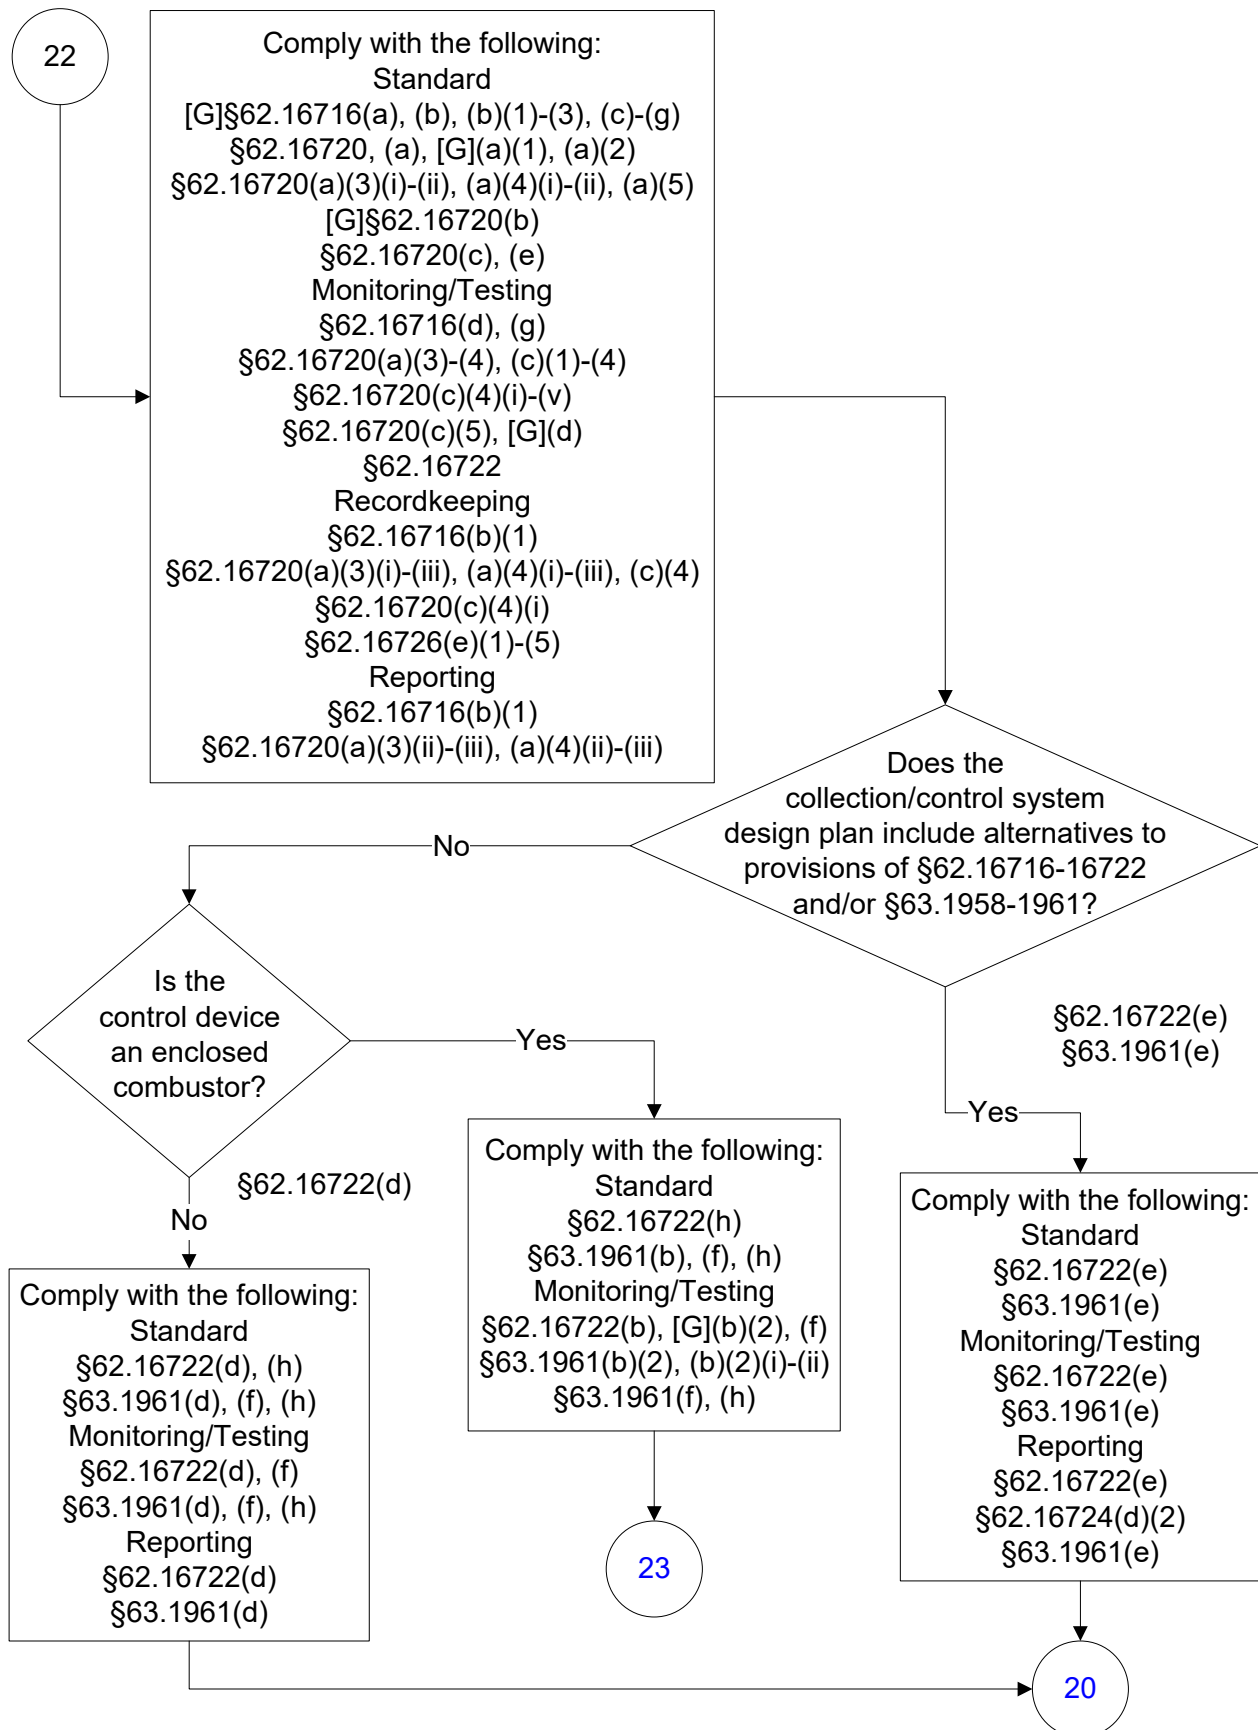 22
Comply with the following:
Standard
[G]§62.16716(a), (b), (b)(1)-(3), (c)-(g)
§62.16720, (a), [G](a)(1), (a)(2)
§62.16720(a)(3)(i)-(ii), (a)(4)(i)-(ii), (a)(5)
[G]§62.16720(b)
§62.16720(c), (e)
Monitoring/Testing
§62.16716(d), (g)
§62.16720(a)(3)-(4), (c)(1)-(4)
§62.16720(c)(4)(i)-(v)
§62.16720(c)(5), [G](d)
§62.16722
Recordkeeping
§62.16716(b)(1)
§62.16720(a)(3)(i)-(iii), (a)(4)(i)-(iii), (c)(4)
§62.16720(c)(4)(i)
§62.16726(e)(1)-(5)
Reporting
§62.16716(b)(1)
§62.16720(a)(3)(ii)-(iii), (a)(4)(ii)-(iii)
Does the
collection/control system
design plan include alternatives to
provisions of §62.16716-16722
and/or §63.1958-1961?
No
Is the
control device
an enclosed
combustor?
Yes
§62.16722(e)
§63.1961(e)
Yes
§62.16722(d)
No
Comply with the following:
Standard
§62.16722(d), (h)
§63.1961(d), (f), (h)
Monitoring/Testing
§62.16722(d), (f)
§63.1961(d), (f), (h)
Reporting
§62.16722(d)
§63.1961(d)
Comply with the following:
Standard
§62.16722(h)
§63.1961(b), (f), (h)
Monitoring/Testing
§62.16722(b), [G](b)(2), (f)
§63.1961(b)(2), (b)(2)(i)-(ii)
§63.1961(f), (h)
23
Comply with the following:
Standard
§62.16722(e)
§63.1961(e)
Monitoring/Testing
§62.16722(e)
§63.1961(e)
Reporting
§62.16722(e)
§62.16724(d)(2)
§63.1961(e)
20